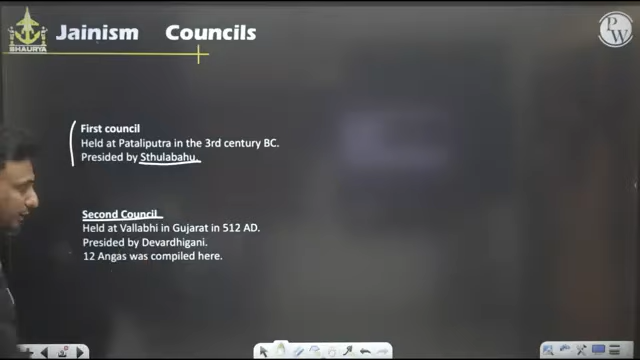 SHAURYA
Jainism Councils
PW
First council
Held at Pataliputra in the 3rd century BC.
Presided by Sthulabahu.
Second Council
Held at Vallabhi in Gujarat in 512 AD.
Presided by Devardhigani.
12 Angas was compiled here.